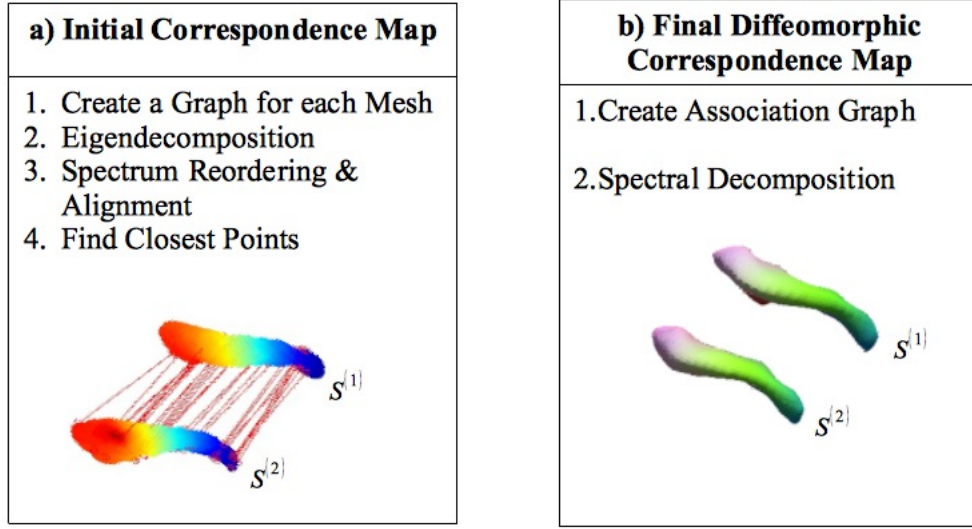 a) Initial Correspondence Map
1. Create a Graph for each Mesh
2. Eigendecomposition
3. Spectrum Reordering &
Alignment
4. Find Closest Points
S{1}
S{2}
b) Final Diffeomorphic
Correspondence Map
1.Create Association Graph
2.Spectral Decomposition
S{1}
S{2}